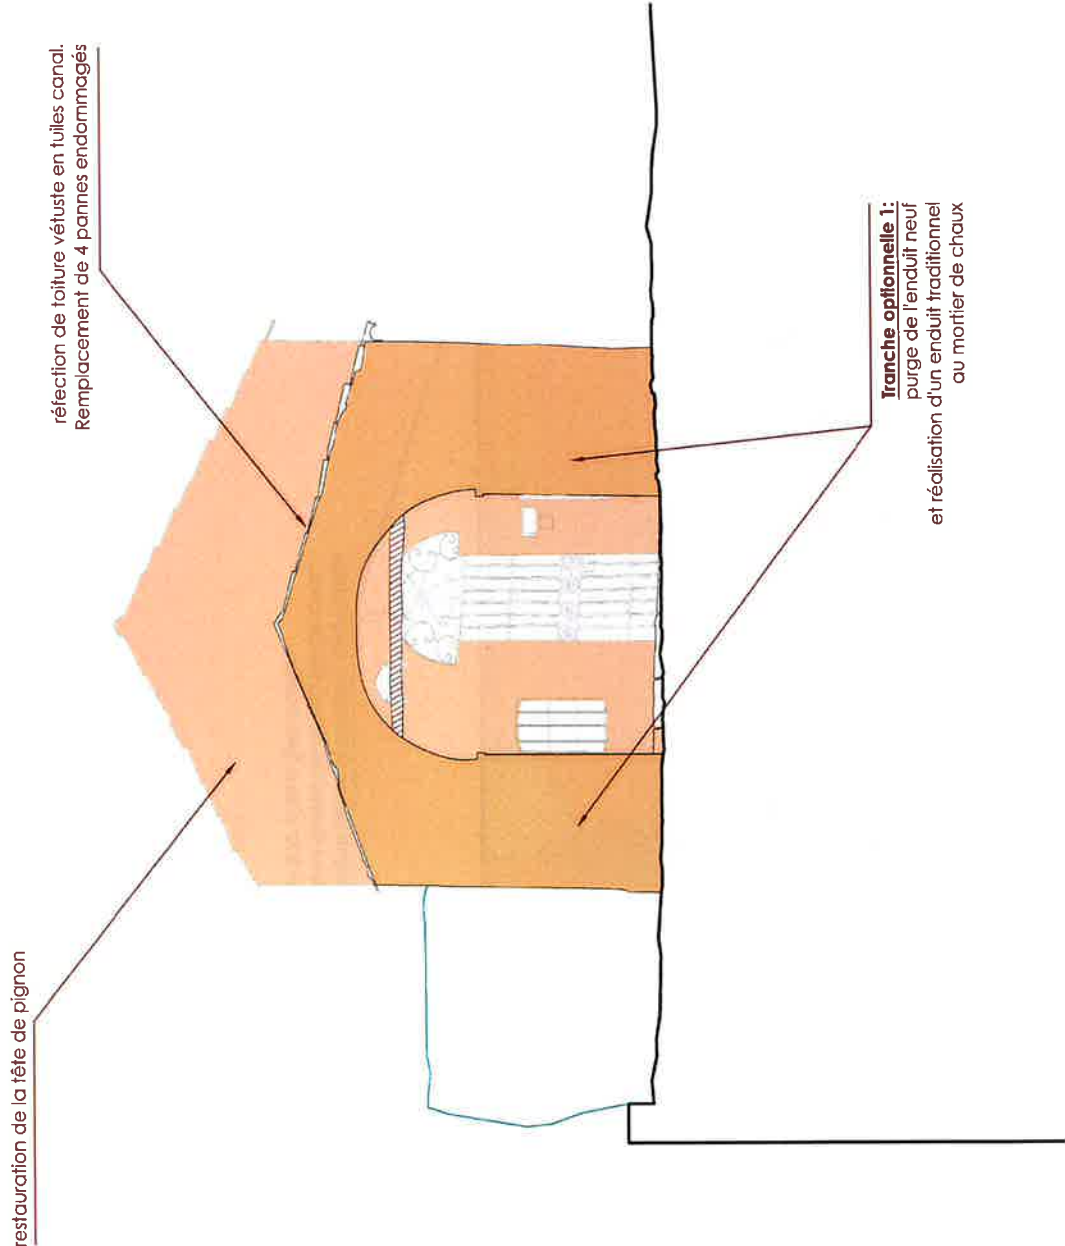 restauration de la tête de pignon
réfection de toiture vétuste en tuiles canal.
Remplacement de 4 pannes endommagés
Tranche optionnelle 1:
purge de l'enduit neuf
et réalisation d'un enduit traditionnel
au mortier de chaux